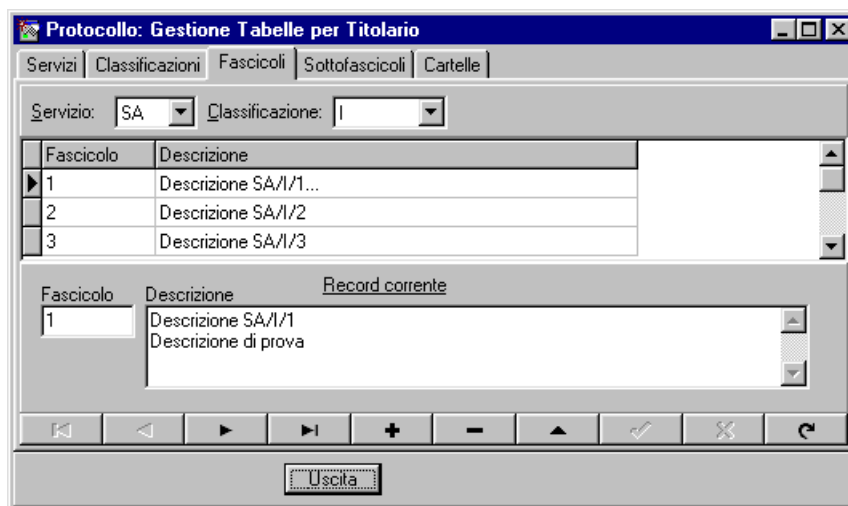 Protocollo: Gestione Tabelle per Titolario
Servizi Classificazioni Fascicoli Sottofascicoli Cartelle
Servizio: SA Classificazione: I
Fascicolo Descrizione
1 Descrizione SA/I/1...
2 Descrizione SA/I/2
3 Descrizione SA/I/3
Record corrente
Fascicolo Descrizione
1 Descrizione SA/I/1
Descrizione di prova
Uscita